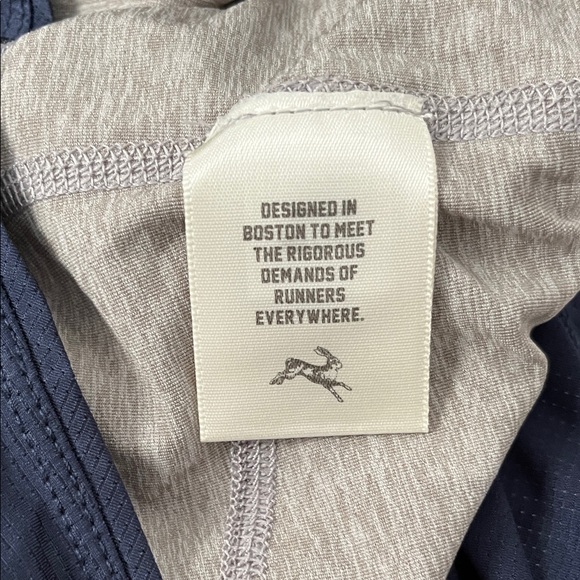 DESIGNED IN
BOSTON TO MEET
THE RIGOROUS
DEMANDS OF
RUNNERS
EVERYWHERE.